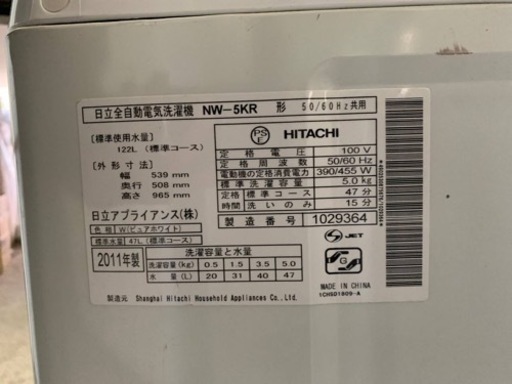 日立全自動電気洗濯機 NW-5KR 形 50/60Hz共用
[標準使用水量]
122L (標準コース)
[外形寸法]
幅 539 mm
奥行 508 mm
高さ 965 mm
日立アプライアンス(株)
色柄 W(ピュアホワイト)
標準水量 47L (標準コース)
PSE HITACHI
定格電圧 100V
定格周波数 50/60 Hz
電動機の定格消費電力 390/455 W
標準洗濯容量 5.0kg
定格 標準コース 47分
時間 洗いのみ 15分
製造番号 1029364
2011年製
洗濯容量と水量
洗濯容量(kg) 0.5 1.5 3.5 5.0
水量(L) 20 31 40 47
JET
MADE IN CHINA
1CH601809-A
製造元 Shanghai Hitachi Household Appliances Co., Ltd.